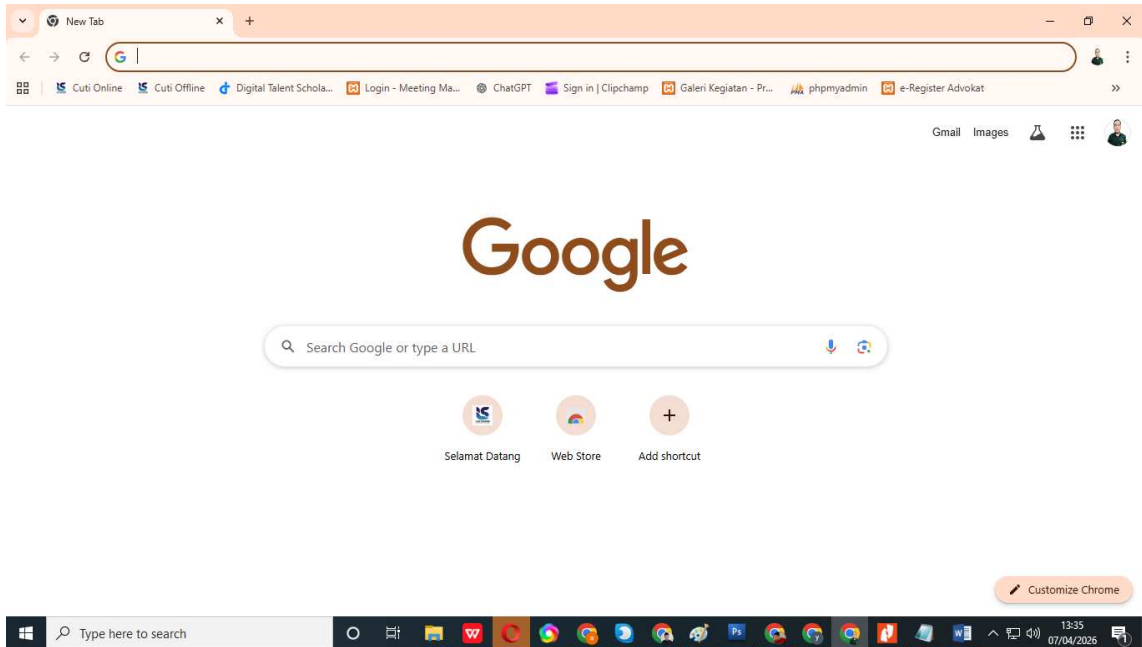 New Tab
Cuti Online Cuti Offline Digital Talent Schola... Login - Meeting Ma... ChatGPT Sign in | Clipchamp Galeri Kegiatan - Pr... phpmyadmin e-Register Advokat
Gmail Images
Google
Search Google or type a URL
Selamat Datang Web Store Add shortcut
Customize Chrome
Type here to search
13:35
07/04/2026